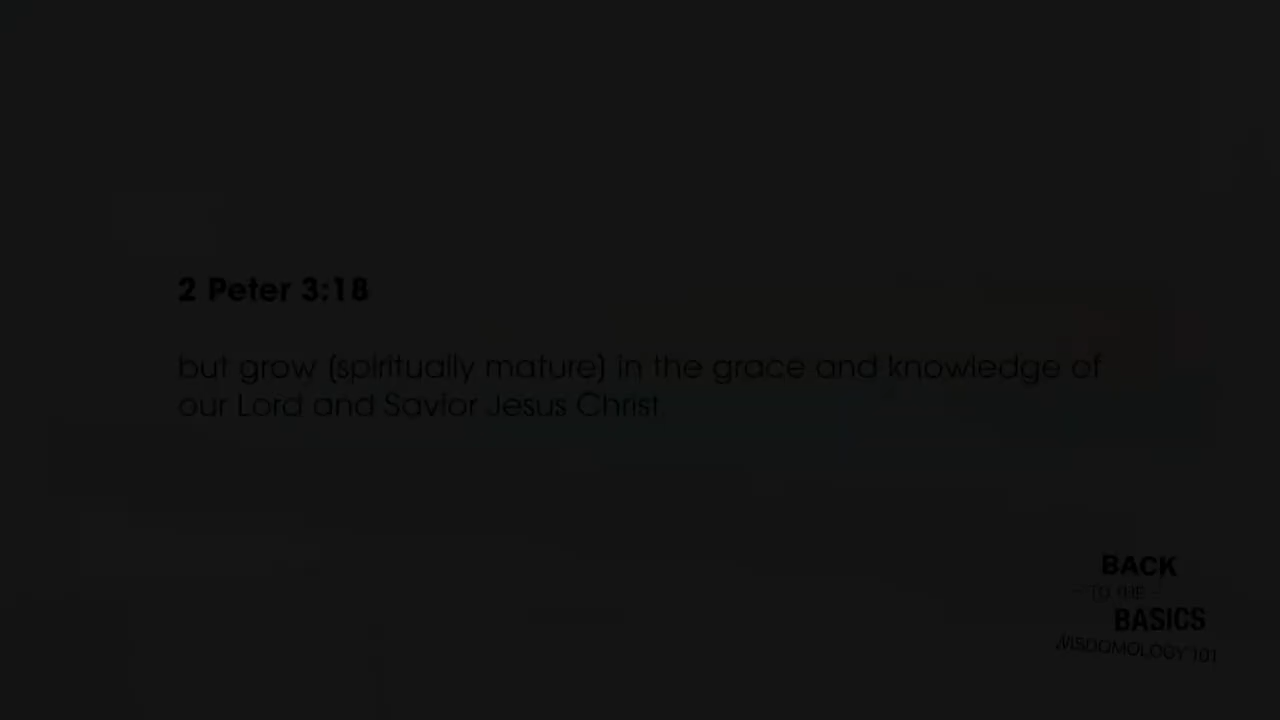 2 Peter 3:18
but grow (spiritually mature) in the grace and knowledge of
our Lord and Savior Jesus Christ
BACK
TO THE
BASICS
WISDOMOLOGY 101